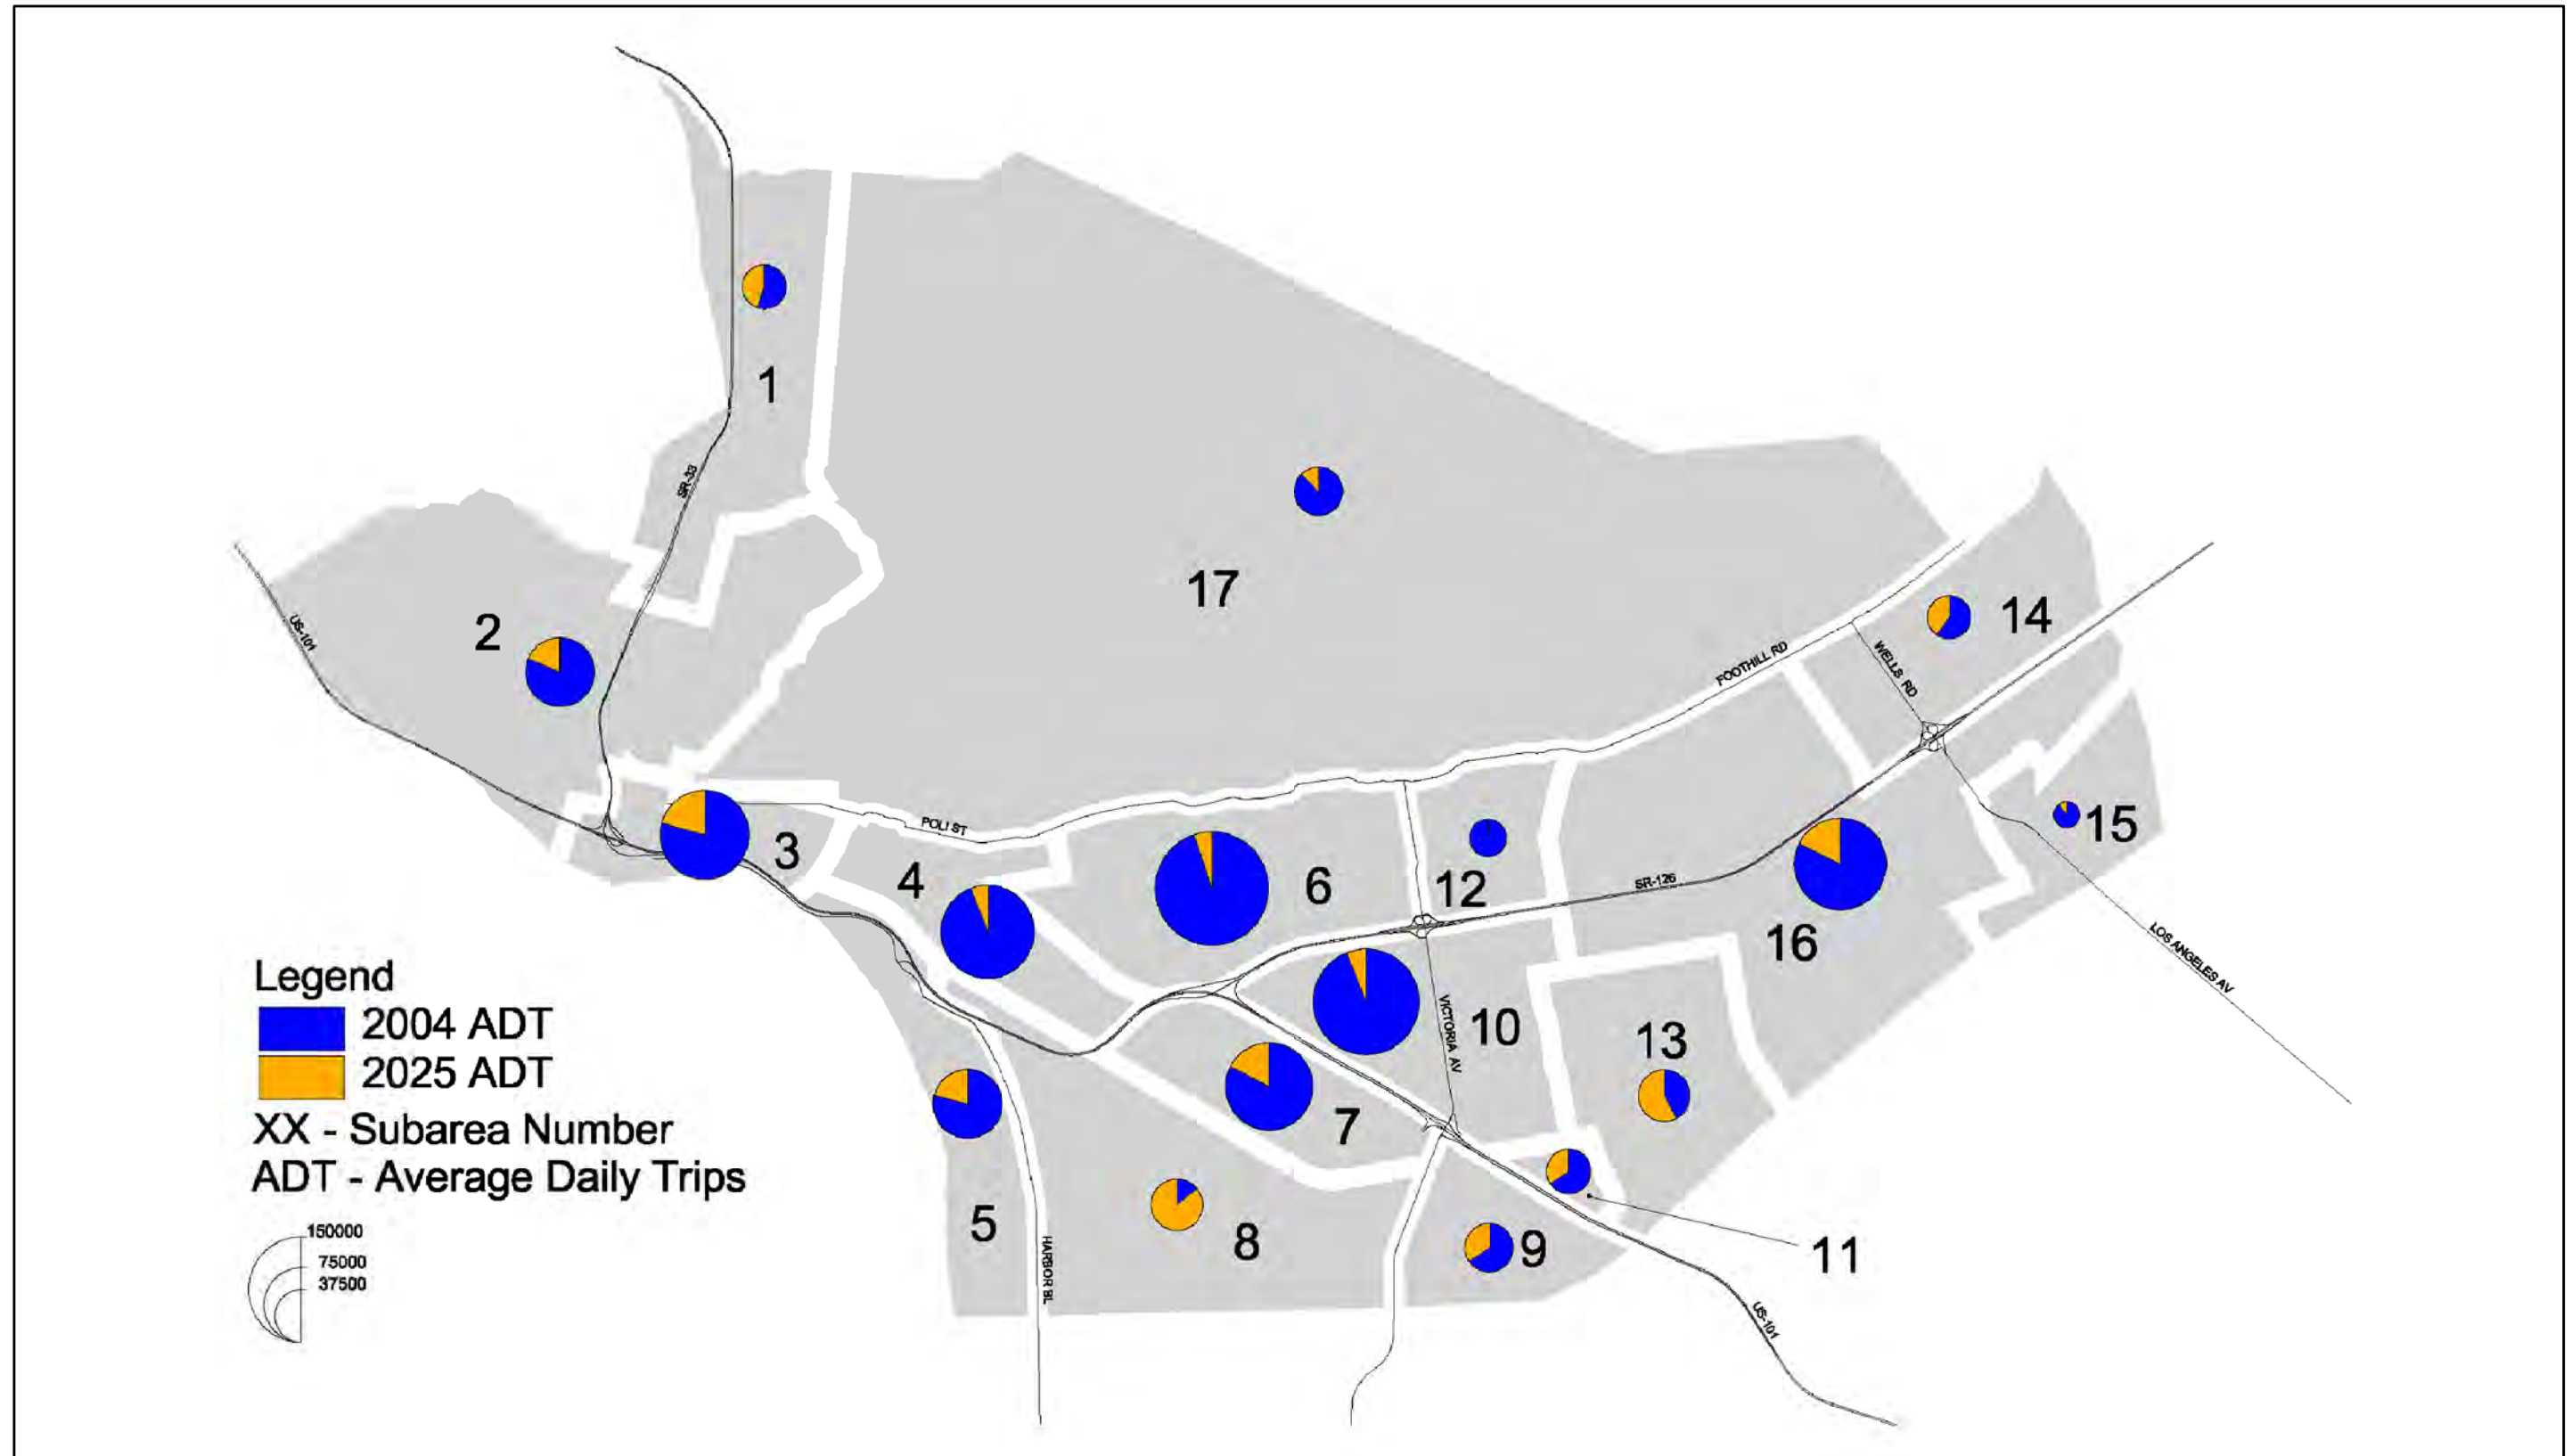 1
SR-33
17
2
US-101
14
FOOTHILL RD
WELLS RD
POLI ST
3
4
6
12
15
SR-126
16
LOS ANGELES AV
VICTORIA AV
10
13
7
5
8
9
11
HARBOR BL
US-101
Legend
2004 ADT
2025 ADT
XX - Subarea Number
ADT - Average Daily Trips
150000
75000
37500